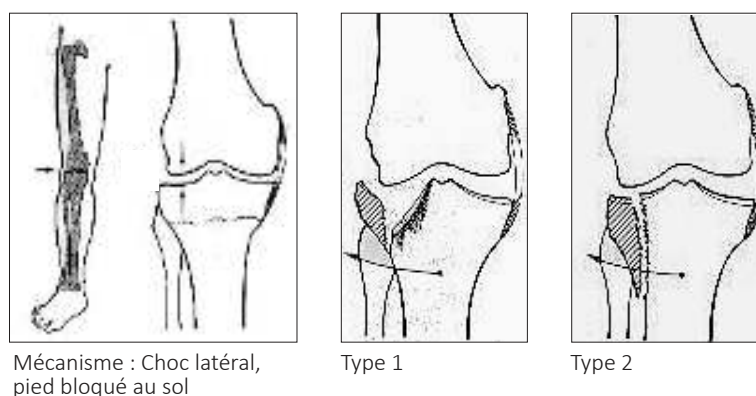 Mécanisme : Choc latéral,
pied bloqué au sol
Type 1
Type 2